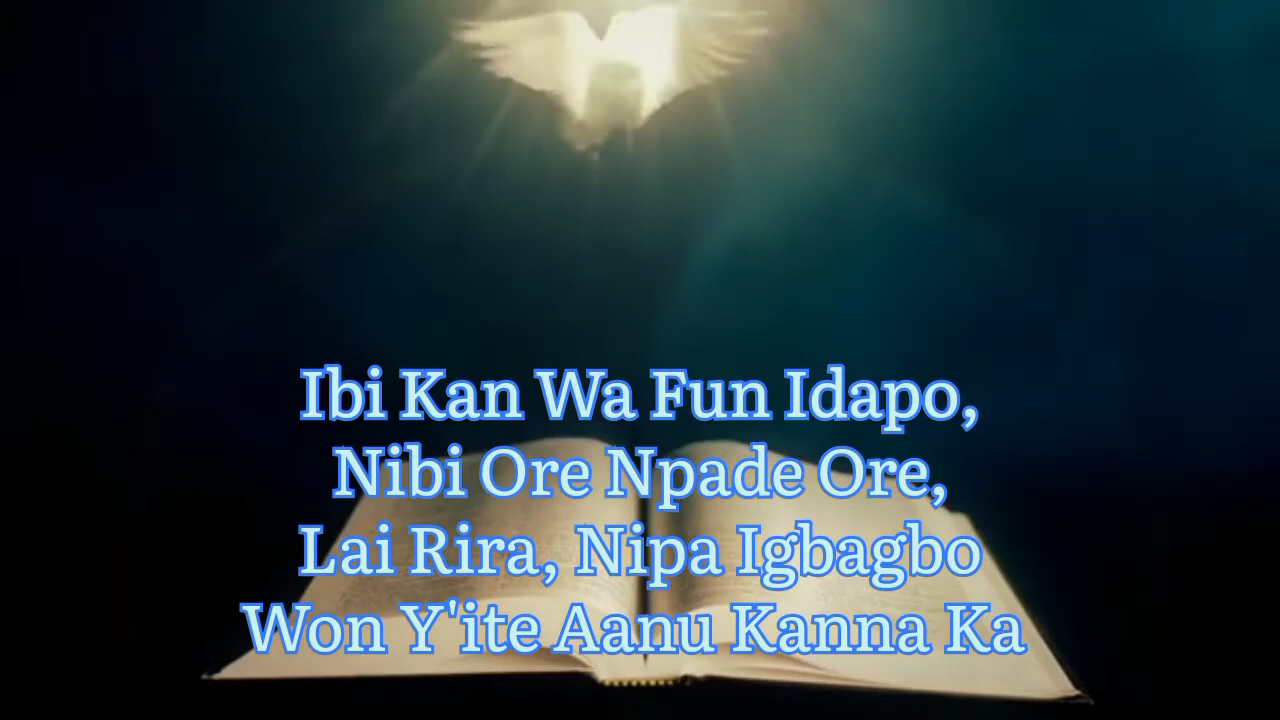 Ibi Kan Wa Fun Idapo,
Nibi Ore Npade Ore,
Lai Rira, Nipa Igbagbo
Won Y'ite Aanu Kanna Ka